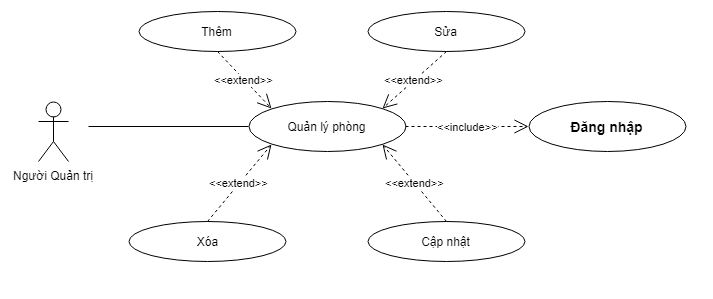 Thêm
Sửa
<<extend>>
<<extend>>
Quản lý phòng
<<include>>
Đăng nhập
Người Quản trị
<<extend>>
<<extend>>
Xóa
Cập nhật